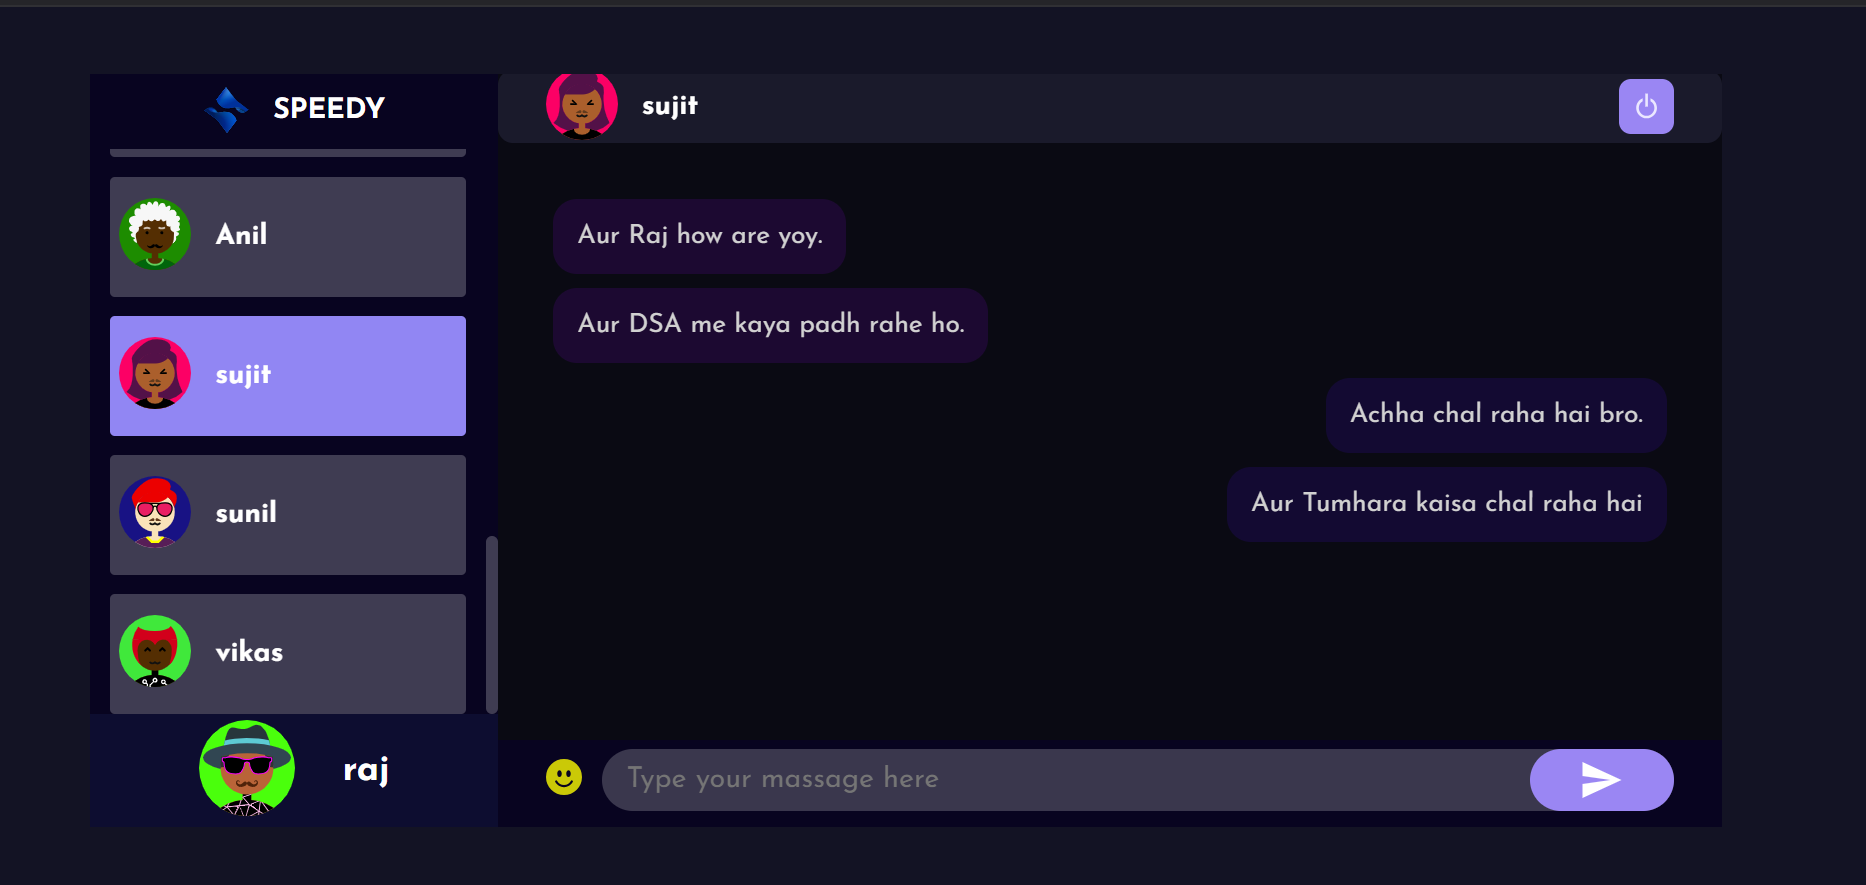 SPEEDY
Anil
sujit
sunil
vikas
raj
sujit
Aur Raj how are yoy.
Aur DSA me kaya padh rahe ho.
Achha chal raha hai bro.
Aur Tumhara kaisa chal raha hai
Type your massage here